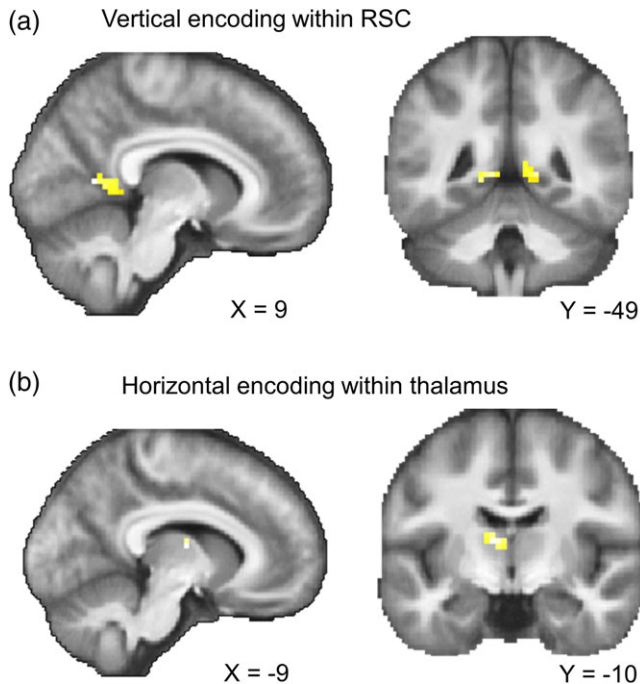 (a)
Vertical encoding within RSC
X = 9
Y = -49
(b)
Horizontal encoding within thalamus
X = -9
Y = -10